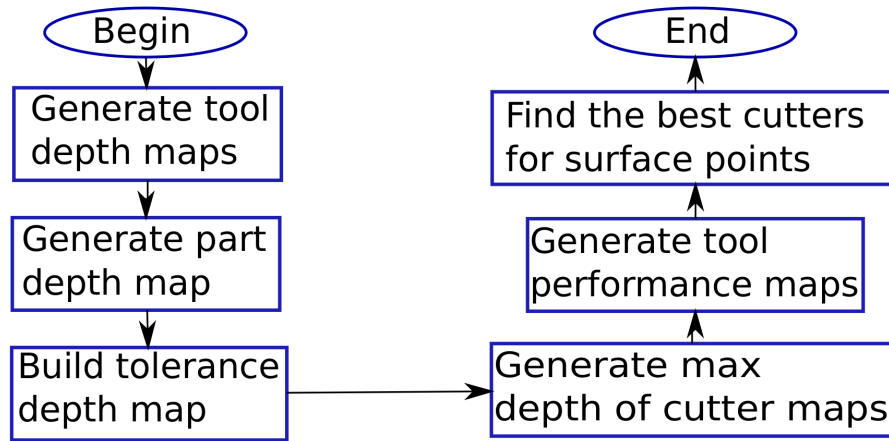 Begin
Generate tool
depth maps
Generate part
depth map
Build tolerance
depth map
Generate max
depth of cutter maps
Generate tool
performance maps
Find the best cutters
for surface points
End